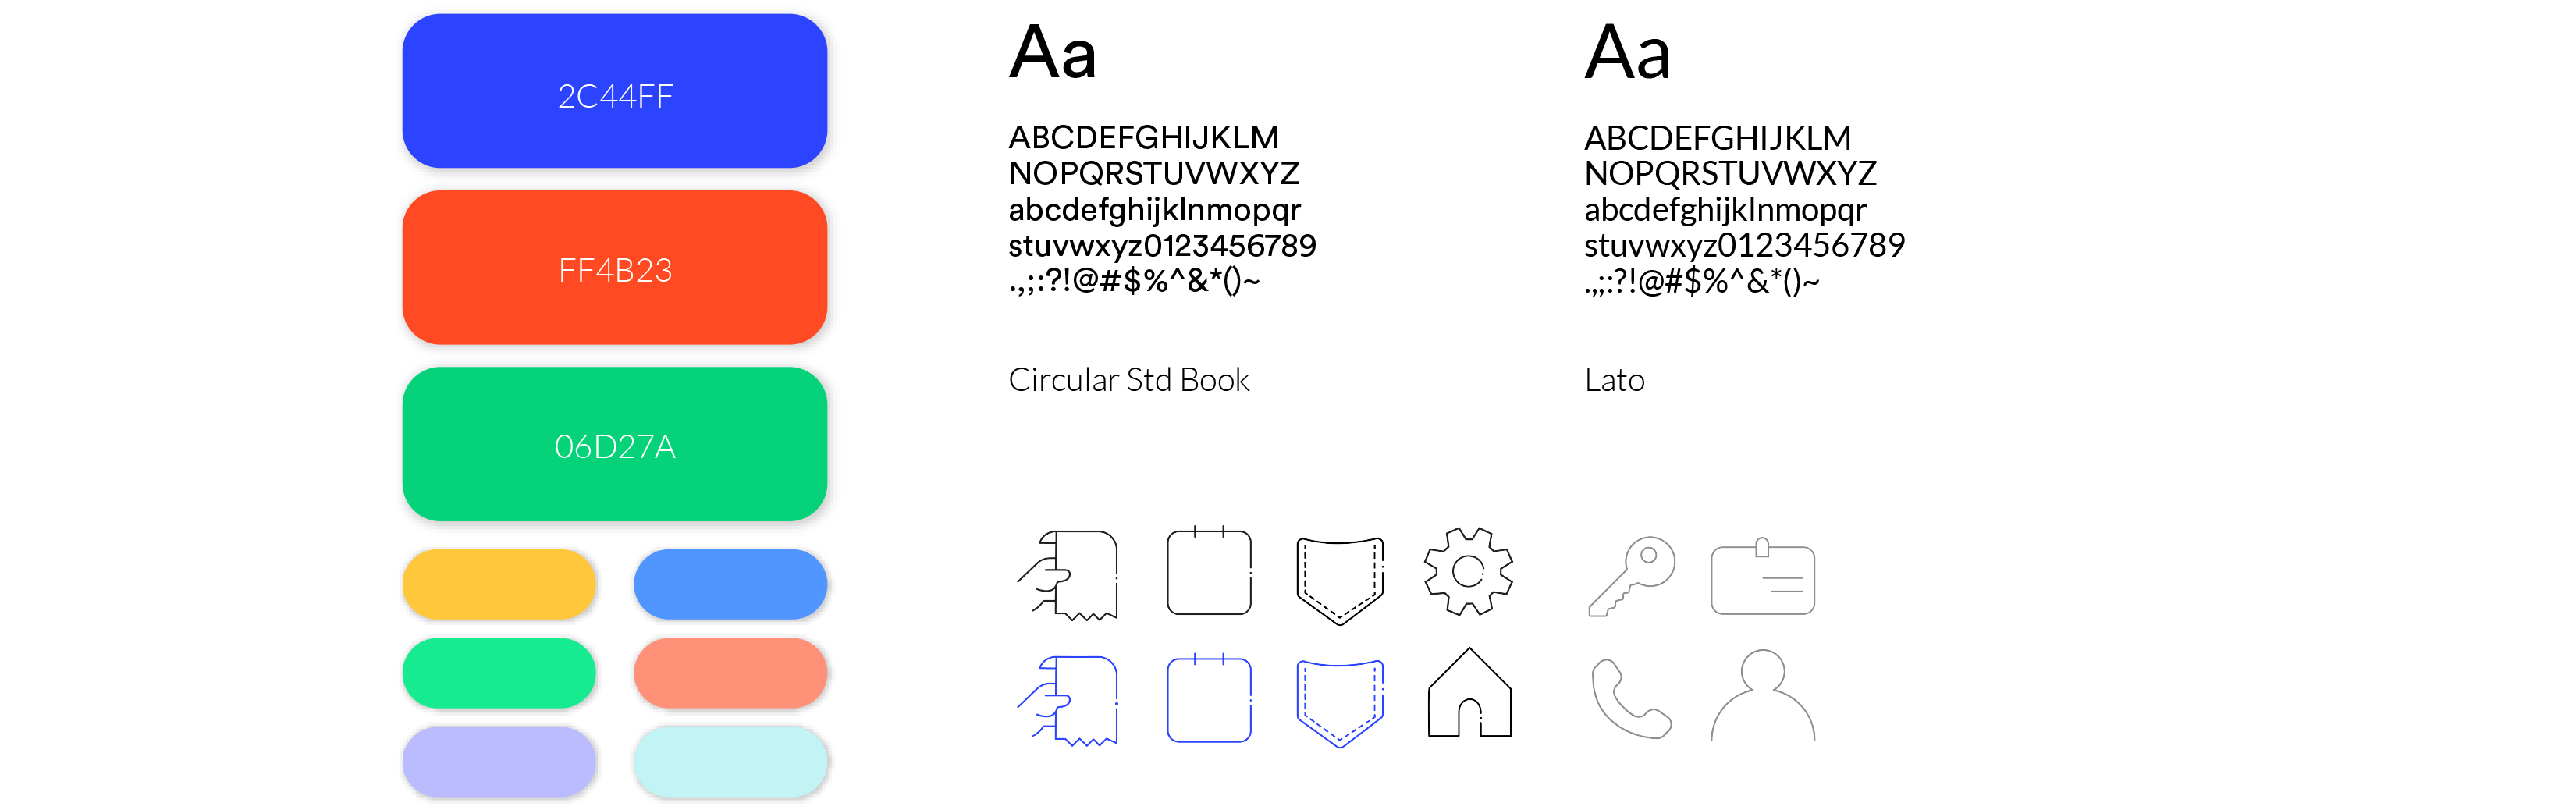 2C44FF
FF4B23
06D27A
Aa
ABCDEFGHIJKLM
NOPQRSTUVWXYZ
abcdefghijklnmopqr
stuvwxyz0123456789
.,;:?!@#$%^&*()~
Circular Std Book
Aa
ABCDEFGHIJKLM
NOPQRSTUVWXYZ
abcdefghijklnmopqr
stuvwxyz0123456789
.,;:?!@#$%^&*()~
Lato